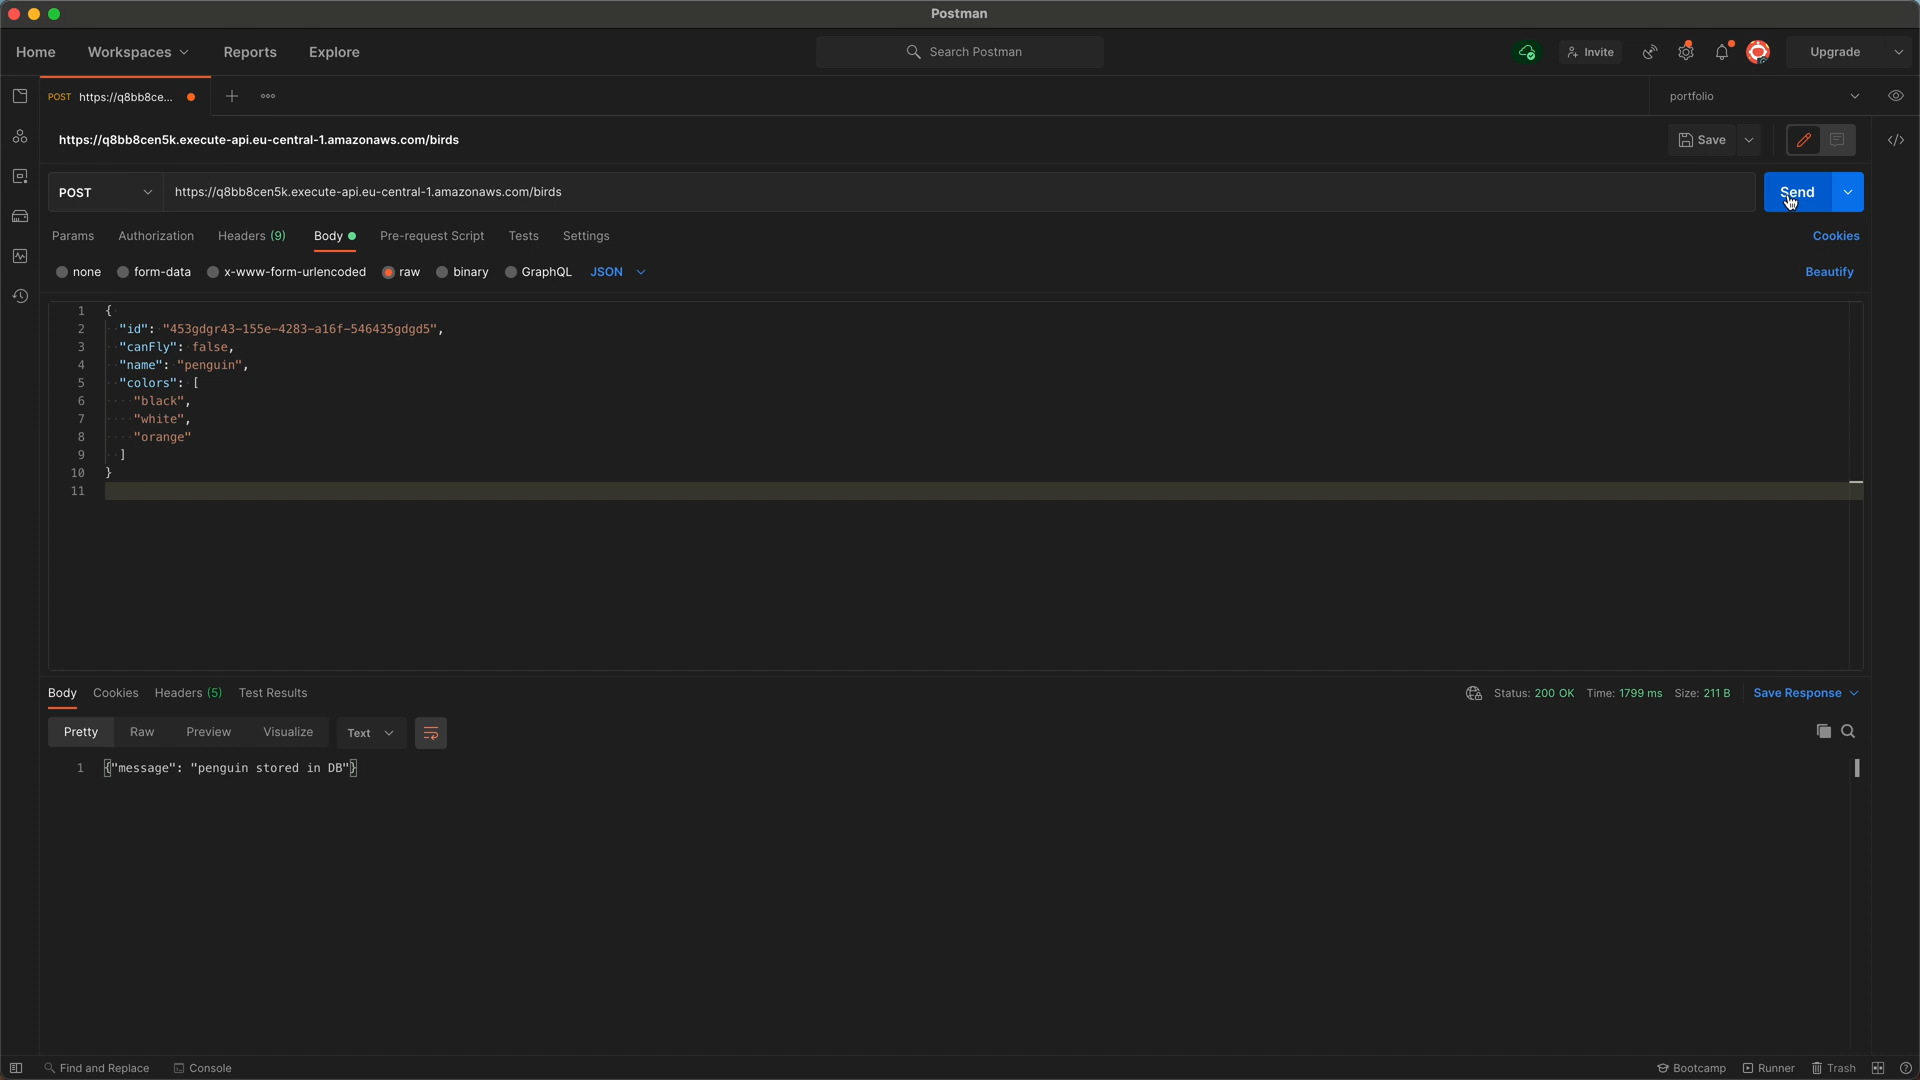 Postman
Home Workspaces Reports Explore Search Postman Invite Upgrade
POST https://q8bb8ce... portfolio
https://q8bb8cen5k.execute-api.eu-central-1.amazonaws.com/birds Save
POST https://q8bb8cen5k.execute-api.eu-central-1.amazonaws.com/birds Send
Params Authorization Headers (9) Body Pre-request Script Tests Settings Cookies
none form-data x-www-form-urlencoded raw binary GraphQL JSON Beautify
1 {
2 "id": "453gdgr43-155e-4283-a16f-546435gdgd5",
3 "canFly": false,
4 "name": "penguin",
5 "colors": [
6 "black",
7 "white",
8 "orange"
9 ]
10 }
11
Body Cookies Headers (5) Test Results Status: 200 OK Time: 1799 ms Size: 211 B Save Response
Pretty Raw Preview Visualize Text
1 {"message": "penguin stored in DB"}
Find and Replace Console Bootcamp Runner Trash